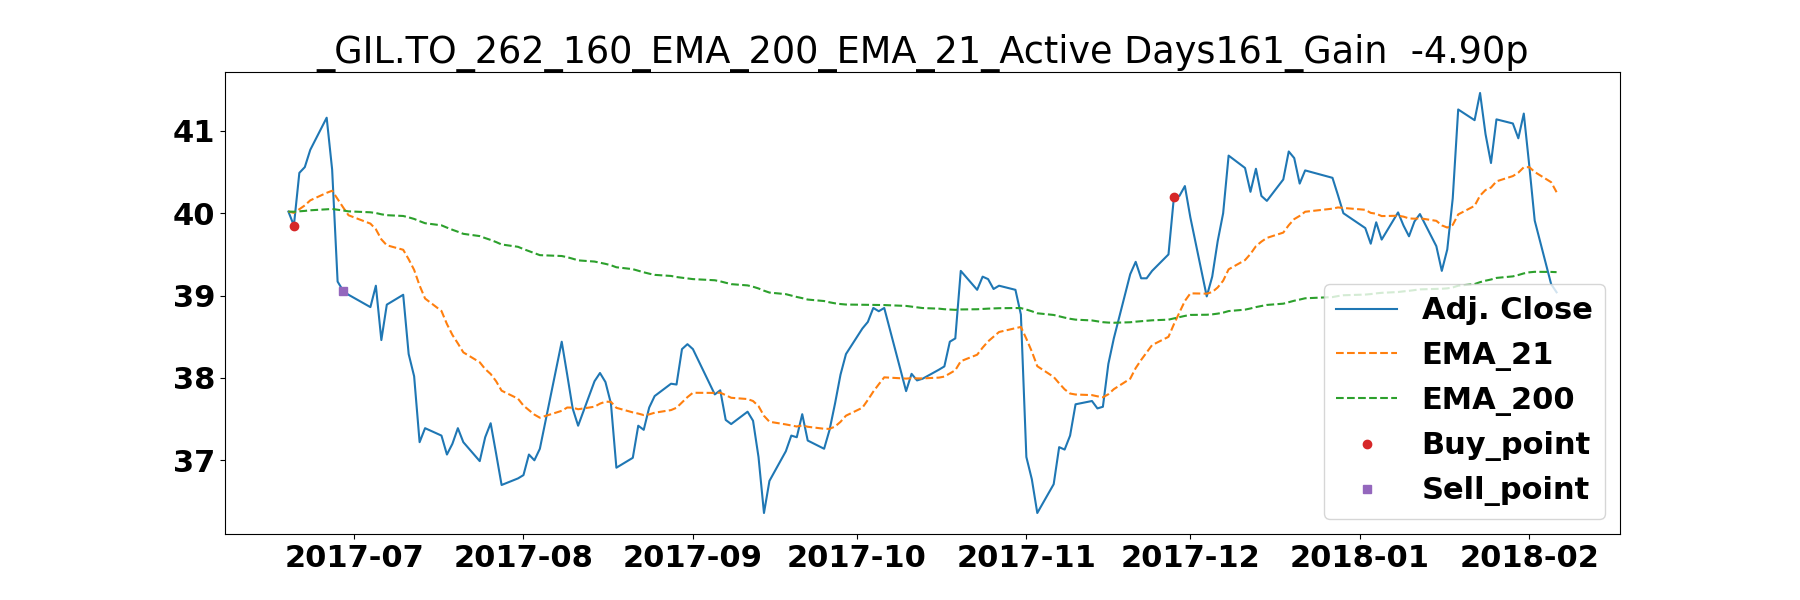 _GIL.TO_262_160_EMA_200_EMA_21_Active Days161_Gain  -4.90p
41
40
39
38
37
Adj. Close
EMA_21
EMA_200
Buy_point
Sell_point
2017-07 2017-08 2017-09 2017-10 2017-11 2017-12 2018-01 2018-02